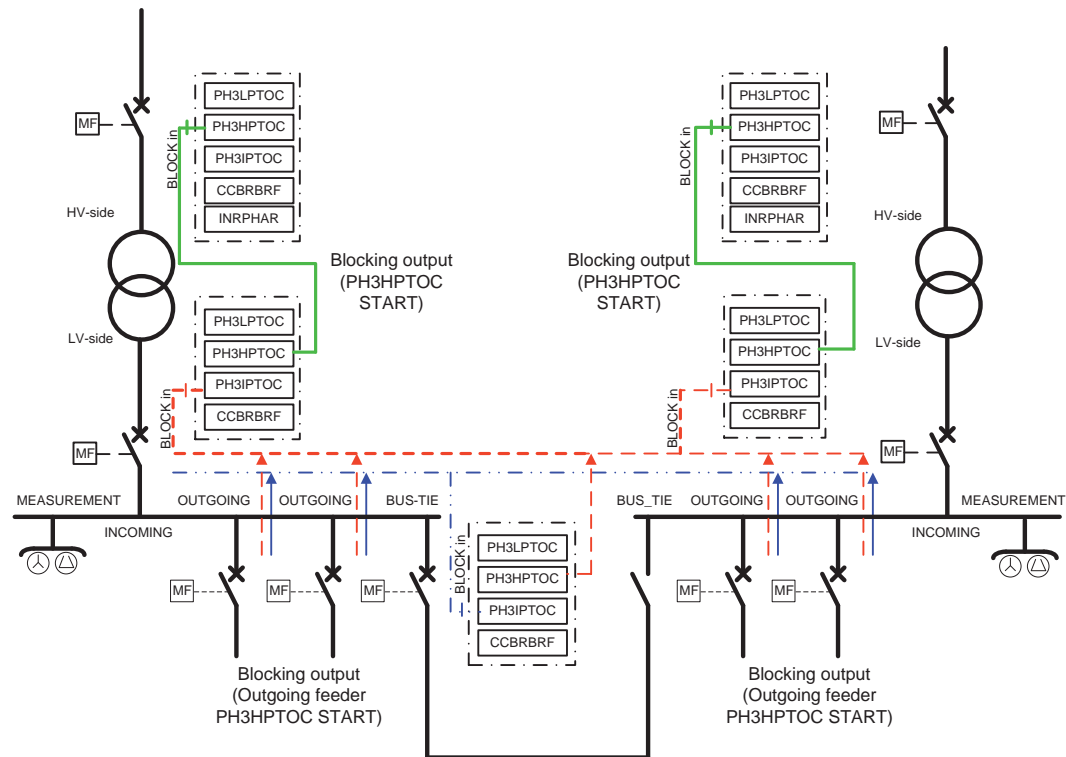 PH3LPTOC
PH3HPTOC
PH3IPTOC
CCBRBRF
INRPHAR
BLOCK in
MF
HV-side
LV-side
Blocking output
(PH3HPTOC
START)
PH3LPTOC
PH3HPTOC
PH3IPTOC
CCBRBRF
BLOCK in
MF
PH3LPTOC
PH3HPTOC
PH3IPTOC
CCBRBRF
INRPHAR
BLOCK in
MF
HV-side
LV-side
Blocking output
(PH3HPTOC
START)
PH3LPTOC
PH3HPTOC
PH3IPTOC
CCBRBRF
BLOCK in
MF
MEASUREMENT
OUTGOING
OUTGOING
BUS-TIE
INCOMING
BUS_TIE
OUTGOING
OUTGOING
MEASUREMENT
INCOMING
MF
MF
MF
BLOCK in
PH3LPTOC
PH3HPTOC
PH3IPTOC
CCBRBRF
MF
MF
Blocking output
(Outgoing feeder
PH3HPTOC START)
Blocking output
(Outgoing feeder
PH3HPTOC START)